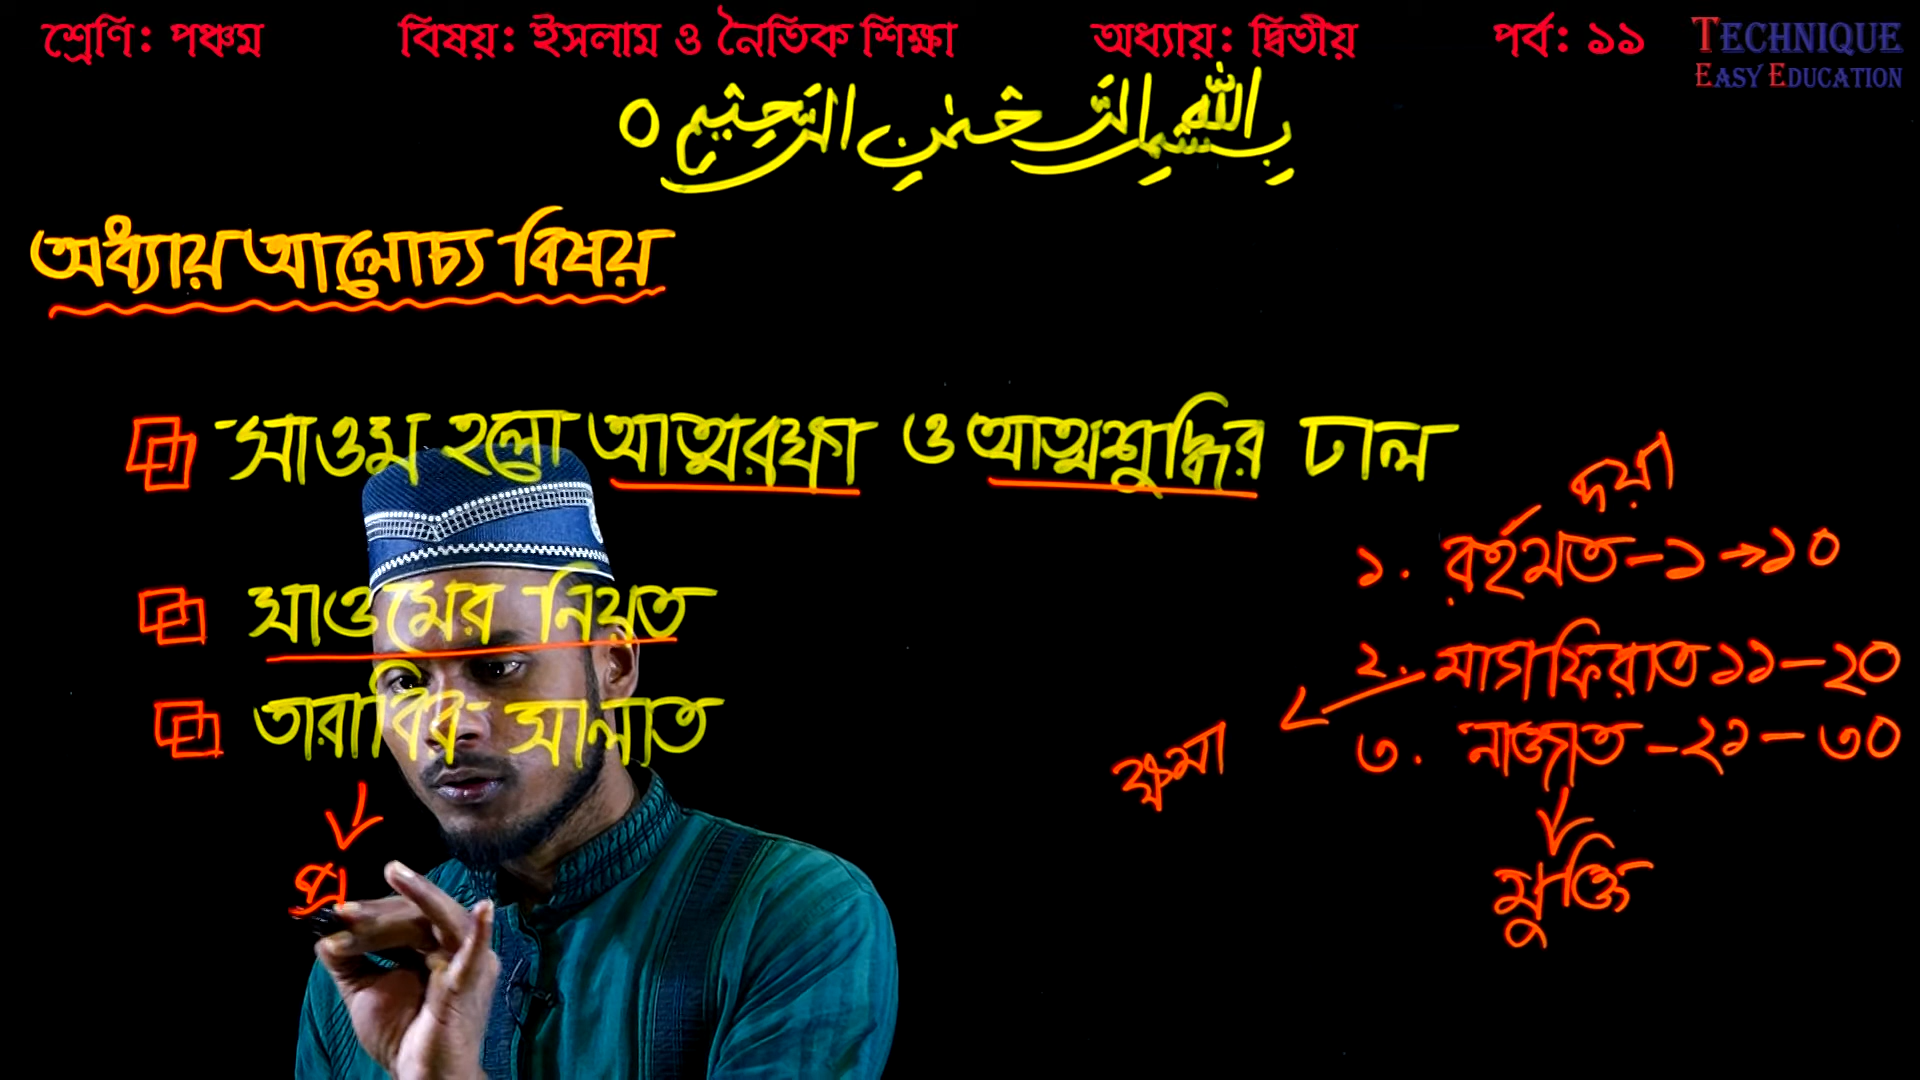 শ্রেণি: পঞ্চম বিষয়: ইসলাম ও নৈতিক শিক্ষা অধ্যায়: দ্বিতীয় পর্ব: ১১ TECHNIQUE
EASY EDUCATION
بِسْمِ اللّٰهِ الرَّحْمٰنِ الرَّحِيْمِ ○
অধ্যায় আলোচ্য বিষয়
সাওম হলো আত্মরক্ষা ও আত্মশুদ্ধির ঢাল
দয়া
১. রহমত - ১ → ১০
সাওমের নিয়ত
২. মাগফিরাত ১১ - ২০
ক্ষমা
৩. নাজাত - ২১ - ৩০
তারাবির সালাত
মুক্তি
প্র